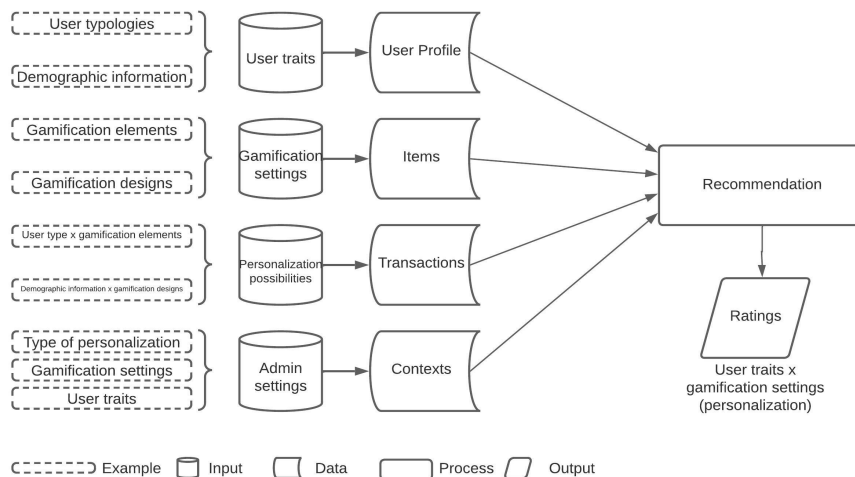 User typologies
Demographic information
User traits
User Profile
Gamification elements
Gamification designs
Gamification
settings
Items
User type x gamification elements
Demographic information x gamification designs
Personalization
possibilities
Transactions
Type of personalization
Gamification settings
User traits
Admin
settings
Contexts
Recommendation
Ratings
User traits x
gamification settings
(personalization)
Example
Input
Data
Process
Output